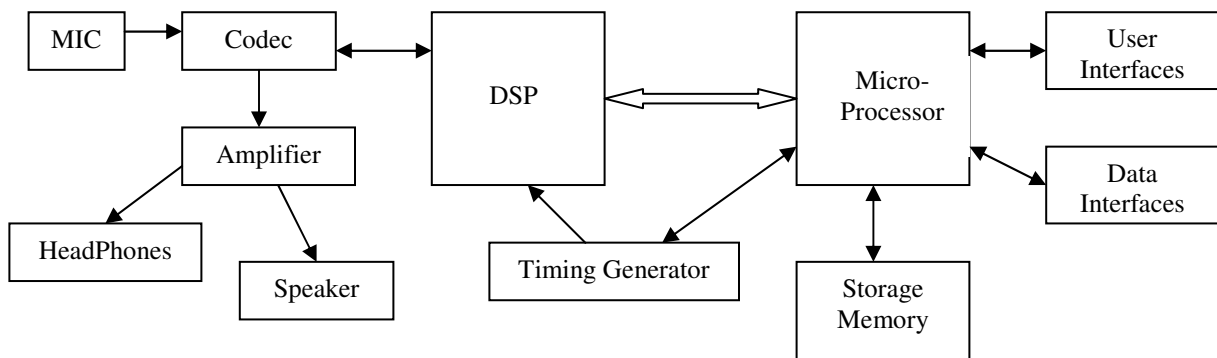 MIC
Codec
DSP
Micro-
Processor
User
Interfaces
Amplifier
Data
Interfaces
HeadPhones
Speaker
Timing Generator
Storage
Memory